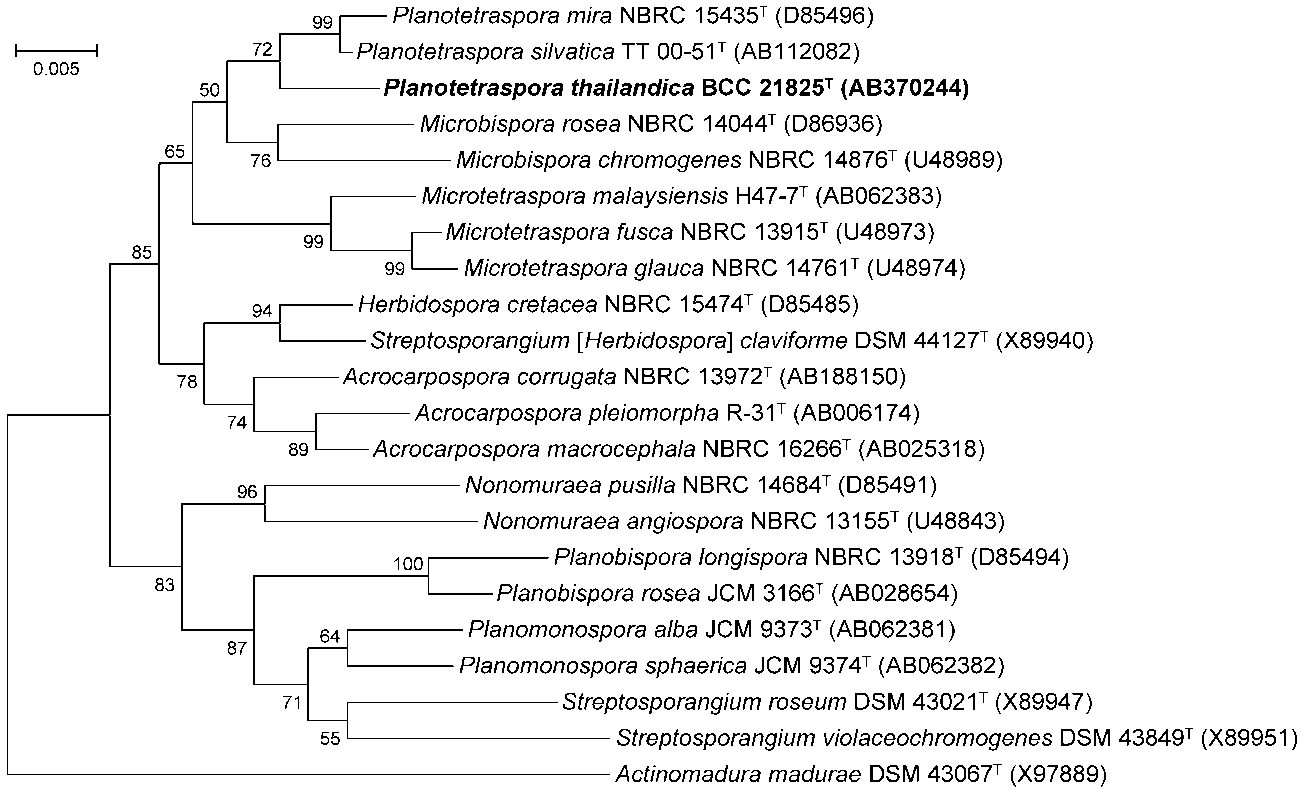 99
Planotetraspora mira NBRC 15435ᵀ (D85496)
0.005
72
Planotetraspora silvatica TT 00-51ᵀ (AB112082)
50
Planotetraspora thailandica BCC 21825ᵀ (AB370244)
Microbispora rosea NBRC 14044ᵀ (D86936)
65
76
Microbispora chromogenes NBRC 14876ᵀ (U48989)
Microtetraspora malaysiensis H47-7ᵀ (AB062383)
99
Microtetraspora fusca NBRC 13915ᵀ (U48973)
85
99
Microtetraspora glauca NBRC 14761ᵀ (U48974)
94
Herbidospora cretacea NBRC 15474ᵀ (D85485)
Streptosporangium [Herbidospora] claviforme DSM 44127ᵀ (X89940)
78
Acrocarpospora corrugata NBRC 13972ᵀ (AB188150)
74
Acrocarpospora pleiomorpha R-31ᵀ (AB006174)
89
Acrocarpospora macrocephala NBRC 16266ᵀ (AB025318)
96
Nonomuraea pusilla NBRC 14684ᵀ (D85491)
Nonomuraea angiospora NBRC 13155ᵀ (U48843)
100
Planobispora longispora NBRC 13918ᵀ (D85494)
83
Planobispora rosea JCM 3166ᵀ (AB028654)
64
Planomonospora alba JCM 9373ᵀ (AB062381)
87
Planomonospora sphaerica JCM 9374ᵀ (AB062382)
71
Streptosporangium roseum DSM 43021ᵀ (X89947)
55
Streptosporangium violaceochromogenes DSM 43849ᵀ (X89951)
Actinomadura madurae DSM 43067ᵀ (X97889)